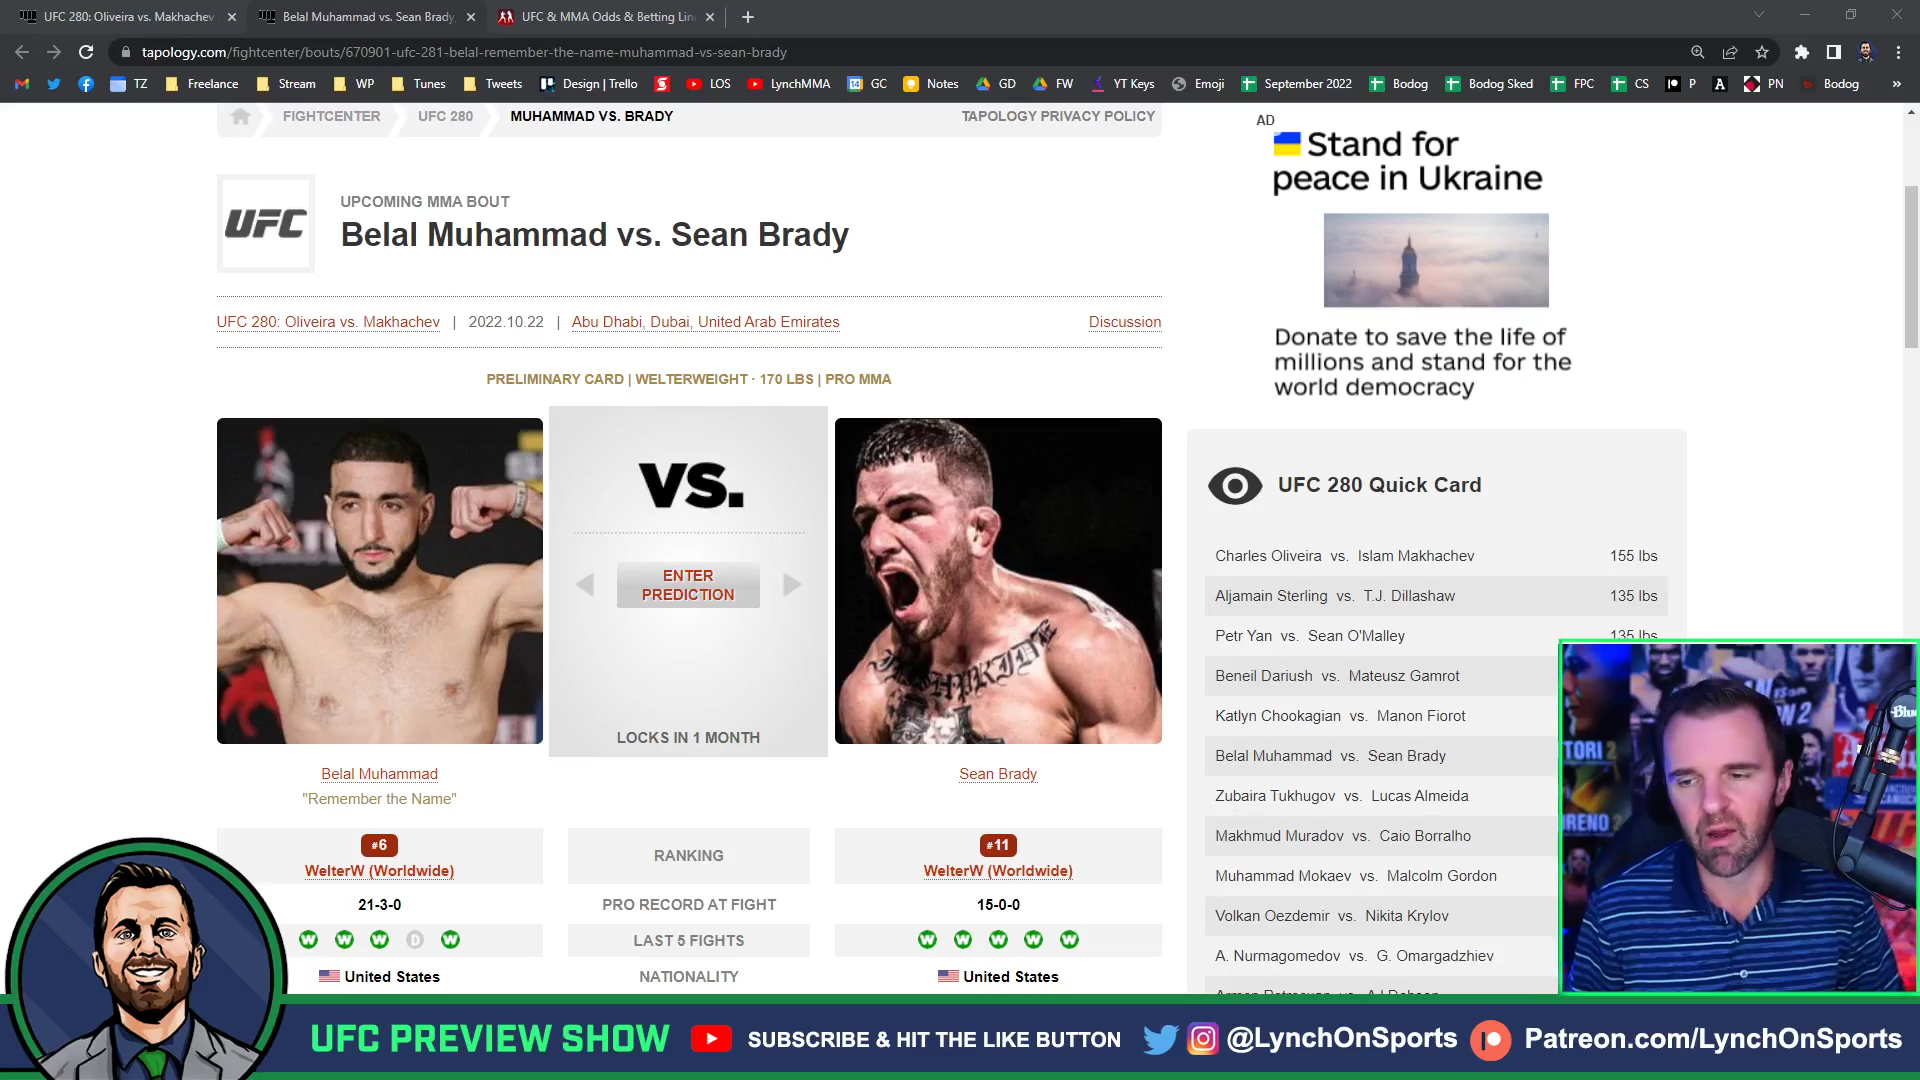 UFC 280: Oliveira vs. Makhachev
Belal Muhammad vs. Sean Brady,
UFC & MMA Odds & Betting Lin
tapology.com/fightcenter/bouts/670901-ufc-281-belal-remember-the-name-muhammad-vs-sean-brady
TZ
Freelance
Stream
WP
Tunes
Tweets
Design | Trello
LOS
LynchMMA
14
GC
Notes
GD
FW
YT Keys
Emoji
September 2022
Bodog
Bodog Sked
FPC
CS
P
A
PN
Bodog
FIGHTCENTER
UFC 280
MUHAMMAD VS. BRADY
TAPOLOGY PRIVACY POLICY
UFC
UPCOMING MMA BOUT
Belal Muhammad vs. Sean Brady
UFC 280: Oliveira vs. Makhachev | 2022.10.22 | Abu Dhabi, Dubai, United Arab Emirates
Discussion
PRELIMINARY CARD | WELTERWEIGHT · 170 LBS | PRO MMA
VS.
ENTER
PREDICTION
LOCKS IN 1 MONTH
Belal Muhammad
"Remember the Name"
Sean Brady
#6
WelterW (Worldwide)
RANKING
#11
WelterW (Worldwide)
21-3-0
PRO RECORD AT FIGHT
15-0-0
W W W D W
LAST 5 FIGHTS
W W W W W
United States
NATIONALITY
United States
AD
Stand for
peace in Ukraine
Donate to save the life of
millions and stand for the
world democracy
UFC 280 Quick Card
Charles Oliveira vs. Islam Makhachev 155 lbs
Aljamain Sterling vs. T.J. Dillashaw 135 lbs
Petr Yan vs. Sean O'Malley 135 lbs
Beneil Dariush vs. Mateusz Gamrot
Katlyn Chookagian vs. Manon Fiorot
Belal Muhammad vs. Sean Brady
Zubaira Tukhugov vs. Lucas Almeida
Makhmud Muradov vs. Caio Borralho
Muhammad Mokaev vs. Malcolm Gordon
Volkan Oezdemir vs. Nikita Krylov
A. Nurmagomedov vs. G. Omargadzhiev
TORI 2
RENO 2
Blue
UFC PREVIEW SHOW
SUBSCRIBE & HIT THE LIKE BUTTON
@LynchOnSports
Patreon.com/LynchOnSports